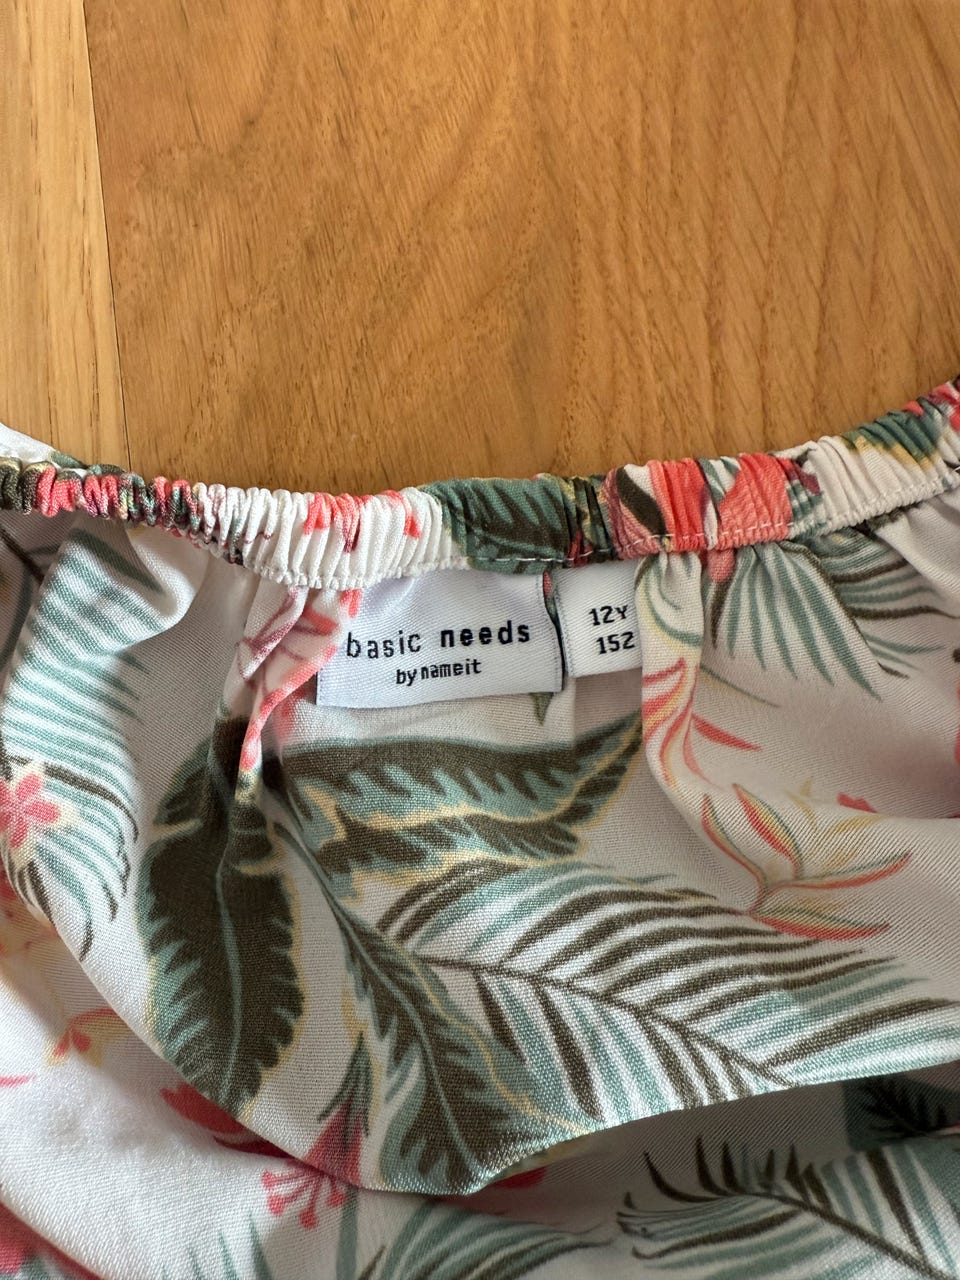 basic needs
by nameit
12Y
152